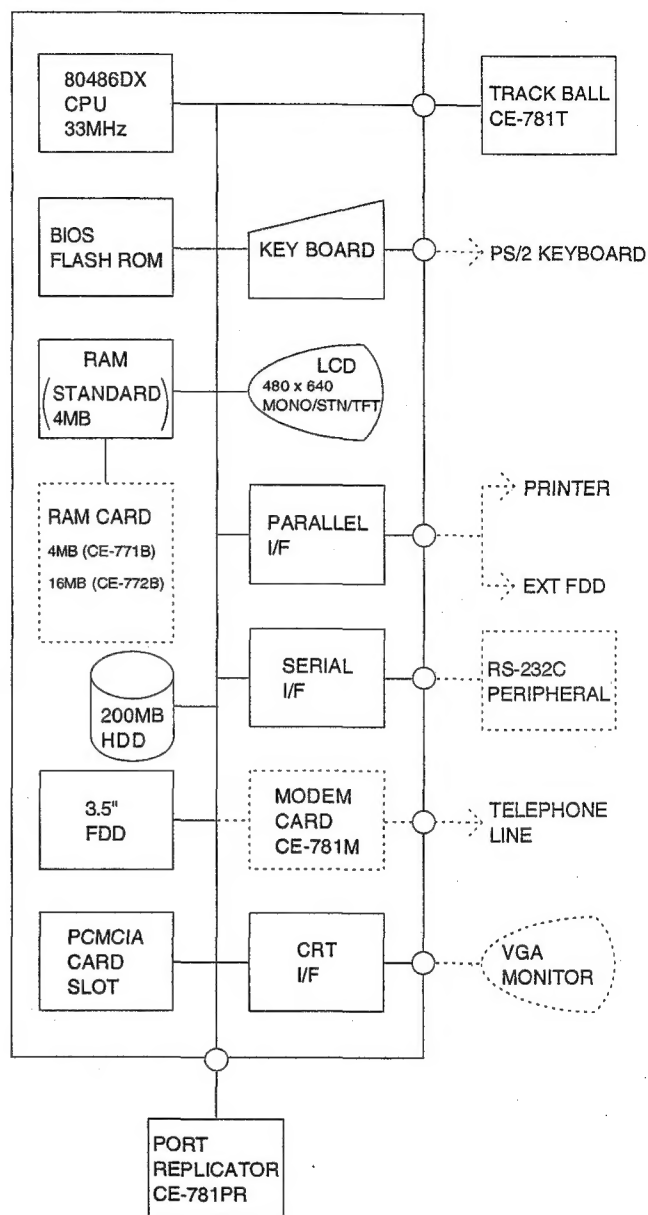 80486DX
CPU
33MHz
TRACK BALL
CE-781T
BIOS
FLASH ROM
KEY BOARD
PS/2 KEYBOARD
RAM
(STANDARD)
4MB
LCD
480 x 640
MONO/STN/TFT
RAM CARD
4MB (CE-771B)
16MB (CE-772B)
PARALLEL
I/F
PRINTER
EXT FDD
200MB
HDD
SERIAL
I/F
RS-232C
PERIPHERAL
3.5"
FDD
MODEM
CARD
CE-781M
TELEPHONE
LINE
PCMCIA
CARD
SLOT
CRT
I/F
VGA
MONITOR
PORT
REPLICATOR
CE-781PR